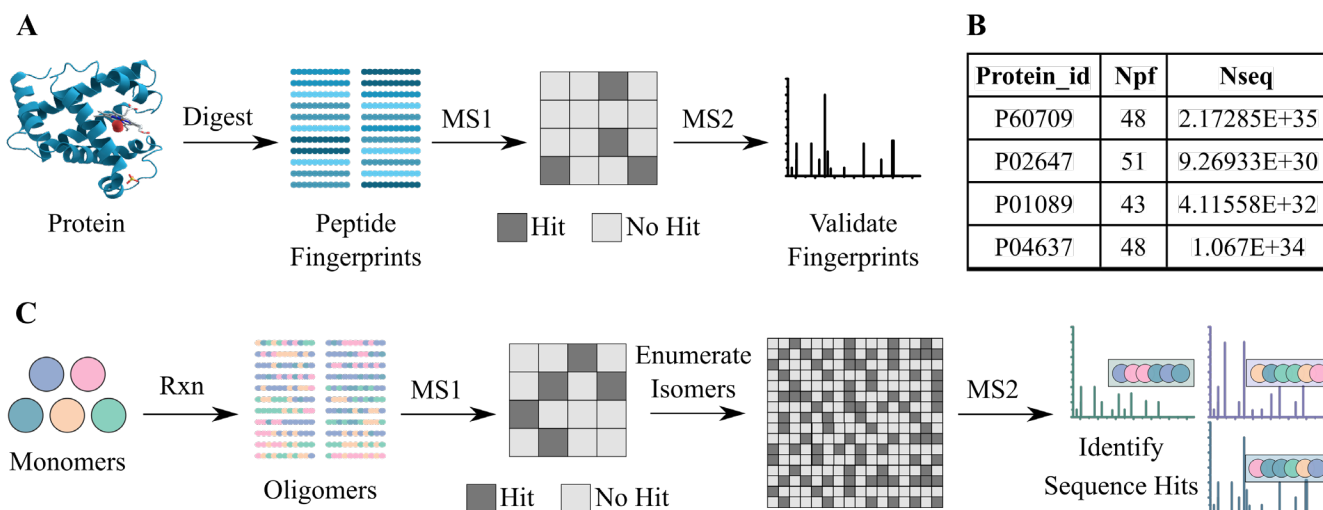 A
Digest
MS1
MS2
Protein
Peptide
Fingerprints
Hit
No Hit
Validate
Fingerprints
B
Protein_id Npf Nseq
P60709 48 2.17285E+35
P02647 51 9.26933E+30
P01089 43 4.11558E+32
P04637 48 1.067E+34
C
Monomers
Rxn
Oligomers
MS1
Hit
No Hit
Enumerate
Isomers
MS2
Identify
Sequence Hits